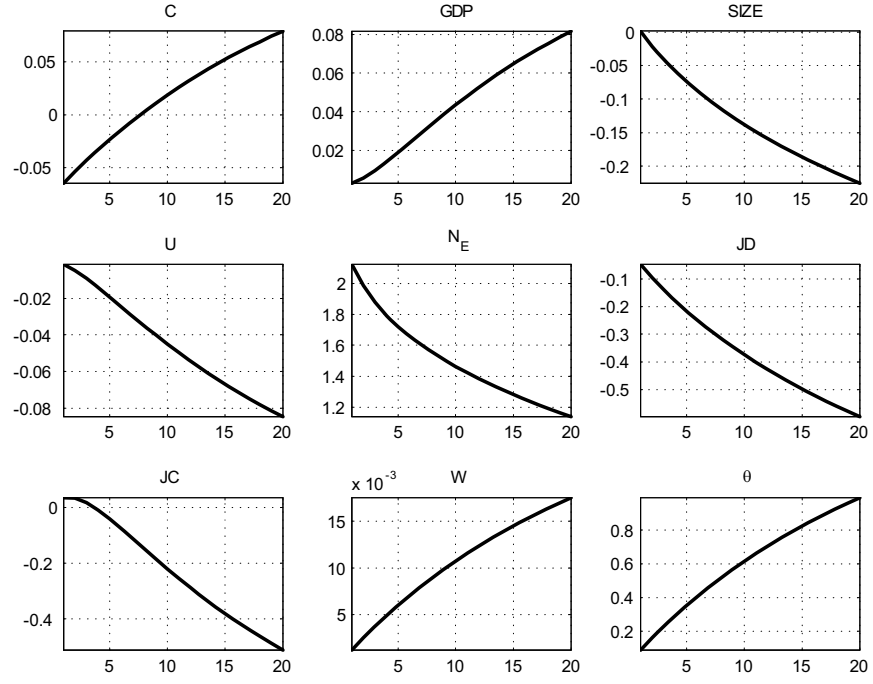 C
GDP
SIZE
0.05
0
-0.05
5 10 15 20
0.08
0.06
0.04
0.02
5 10 15 20
0
-0.05
-0.1
-0.15
-0.2
5 10 15 20
U
N_E
JD
-0.02
-0.04
-0.06
-0.08
5 10 15 20
2
1.8
1.6
1.4
1.2
5 10 15 20
-0.1
-0.2
-0.3
-0.4
-0.5
5 10 15 20
JC
x 10^-3
W
θ
0
-0.2
-0.4
5 10 15 20
15
10
5
5 10 15 20
0.8
0.6
0.4
0.2
5 10 15 20